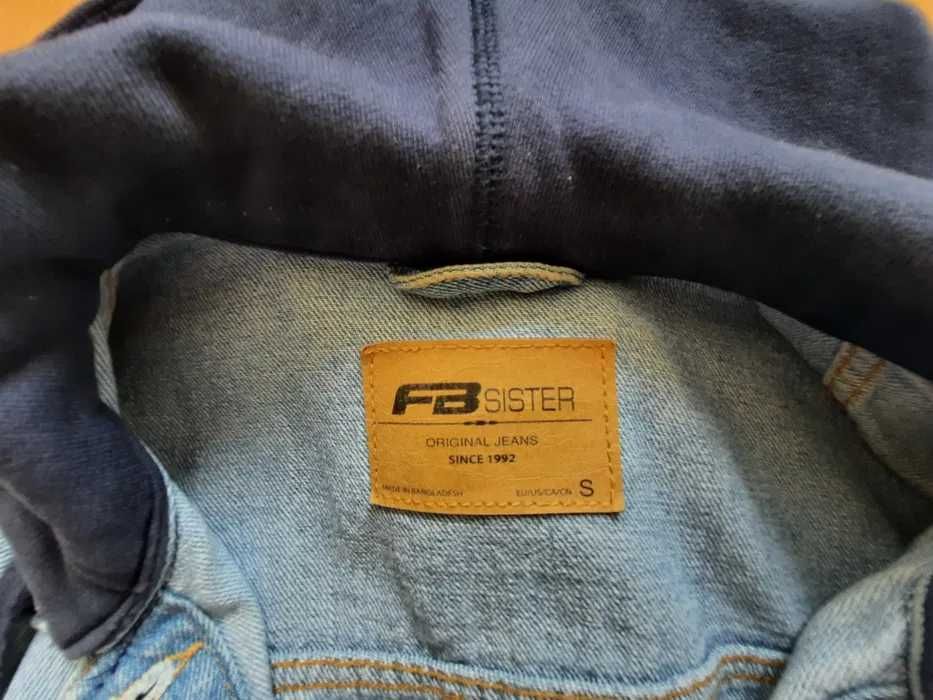 FB SISTER
ORIGINAL JEANS
SINCE 1992
MADE IN BANGLADESH EU/US/CA/CN S